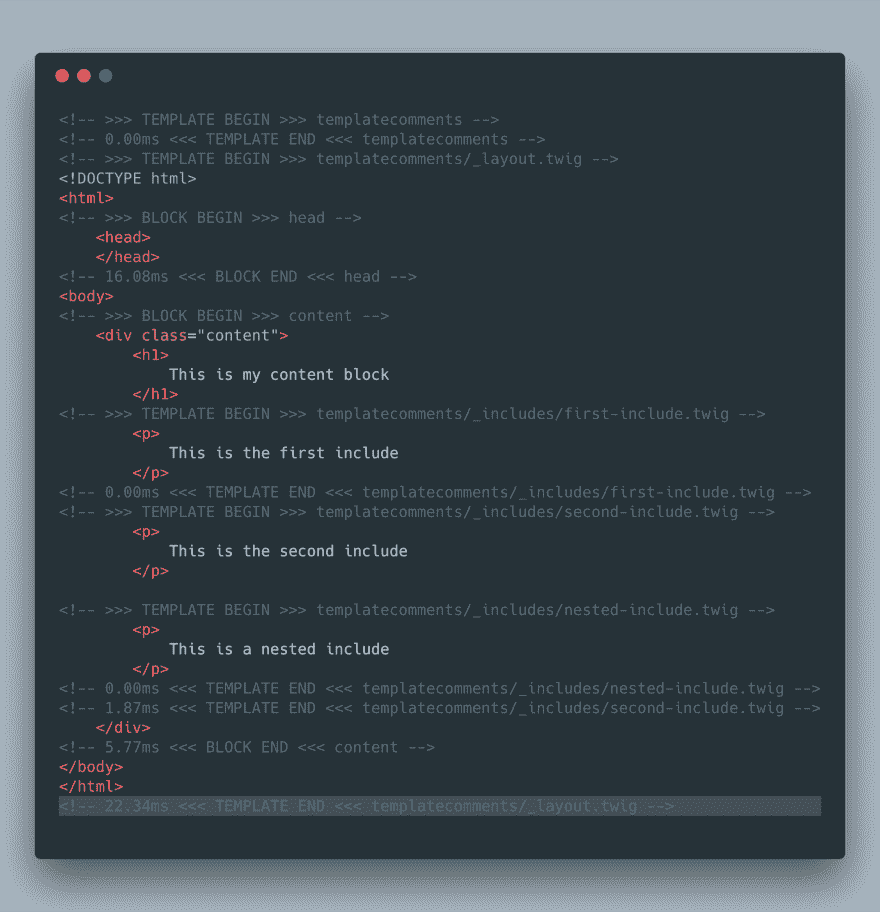 <!-- >>> TEMPLATE BEGIN >>> templatecomments -->
<!-- 0.00ms <<< TEMPLATE END <<< templatecomments -->
<!-- >>> TEMPLATE BEGIN >>> templatecomments/_layout.twig -->
<!DOCTYPE html>
<html>
<!-- >>> BLOCK BEGIN >>> head -->
    <head>
    </head>
<!-- 16.08ms <<< BLOCK END <<< head -->
<body>
<!-- >>> BLOCK BEGIN >>> content -->
    <div class="content">
        <h1>
            This is my content block
        </h1>
<!-- >>> TEMPLATE BEGIN >>> templatecomments/_includes/first-include.twig -->
        <p>
            This is the first include
        </p>
<!-- 0.00ms <<< TEMPLATE END <<< templatecomments/_includes/first-include.twig -->
<!-- >>> TEMPLATE BEGIN >>> templatecomments/_includes/second-include.twig -->
        <p>
            This is the second include
        </p>

<!-- >>> TEMPLATE BEGIN >>> templatecomments/_includes/nested-include.twig -->
        <p>
            This is a nested include
        </p>
<!-- 0.00ms <<< TEMPLATE END <<< templatecomments/_includes/nested-include.twig -->
<!-- 1.87ms <<< TEMPLATE END <<< templatecomments/_includes/second-include.twig -->
    </div>
<!-- 5.77ms <<< BLOCK END <<< content -->
</body>
</html>
<!-- 22.34ms <<< TEMPLATE END <<< templatecomments/_layout.twig -->